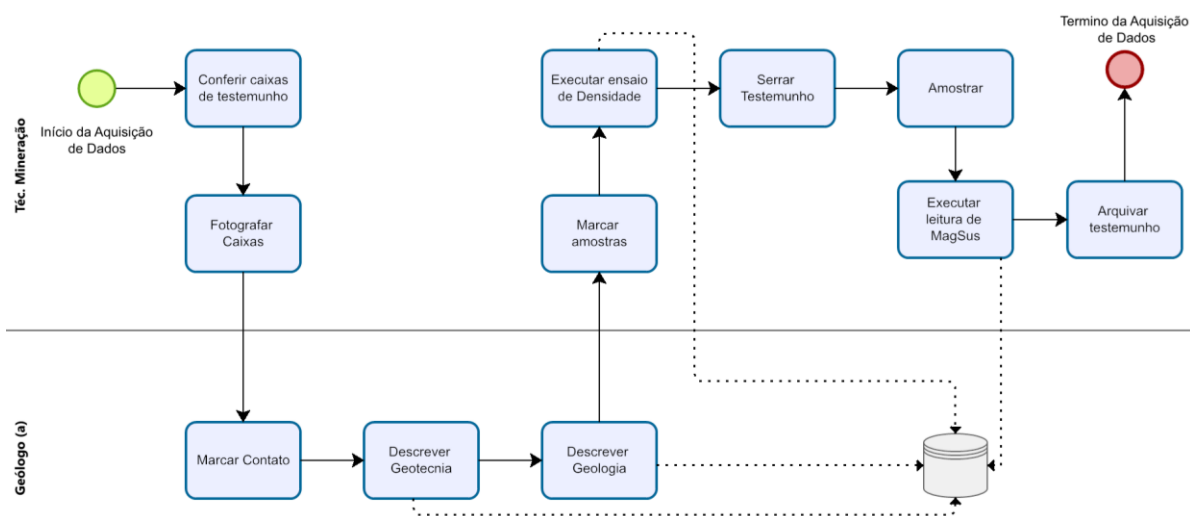 Téc. Mineração
Início da Aquisição
de Dados
Conferir caixas
de testemunho
Fotografar
Caixas
Executar ensaio
de Densidade
Marcar
amostras
Serrar
Testemunho
Amostrar
Executar
leitura de
MagSus
Arquivar
testemunho
Termino da Aquisição
de Dados
Geólogo (a)
Marcar Contato
Descrever
Geotecnia
Descrever
Geologia